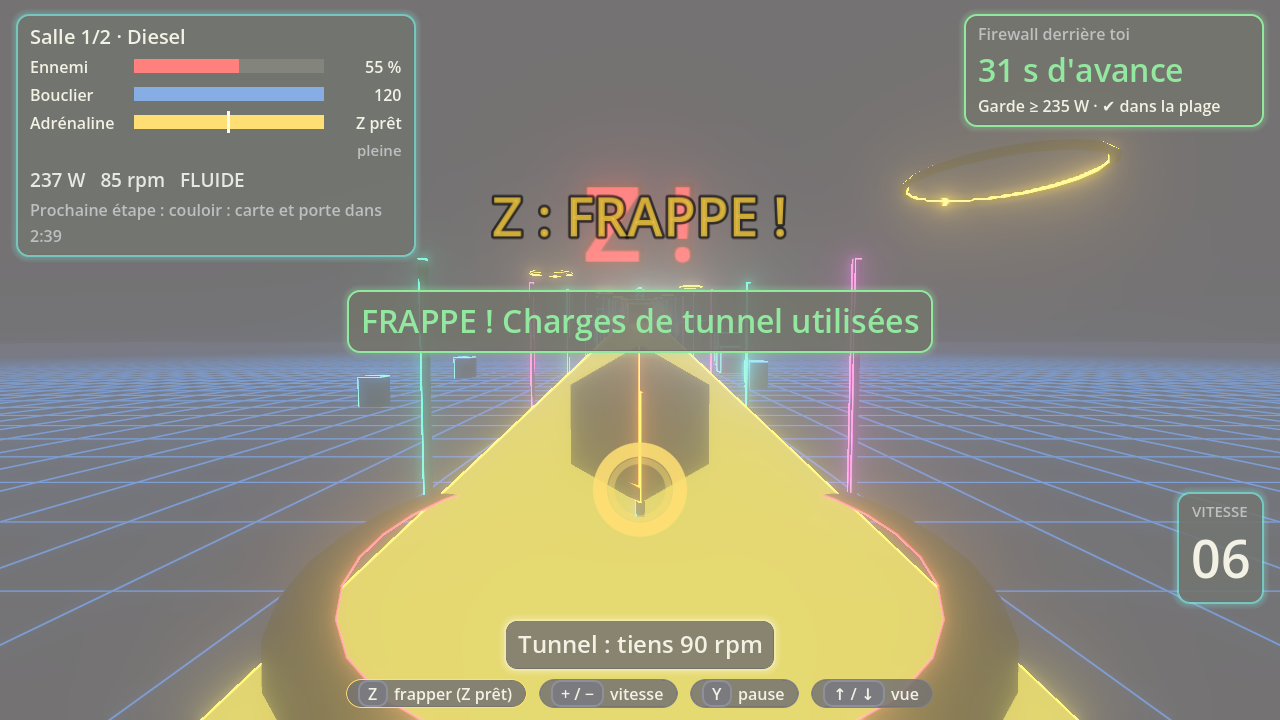 Salle 1/2 · Diesel
Ennemi 55 %
Bouclier 120
Adrénaline Z prêt
pleine
237 W 85 rpm FLUIDE
Prochaine étape : couloir : carte et porte dans
2:39
Firewall derrière toi
31 s d'avance
Garde ≥ 235 W · ✔ dans la plage
Z !
Z : FRAPPE !
FRAPPE ! Charges de tunnel utilisées
VITESSE
06
Tunnel : tiens 90 rpm
Z frapper (Z prêt) + / − vitesse Y pause ↑ / ↓ vue